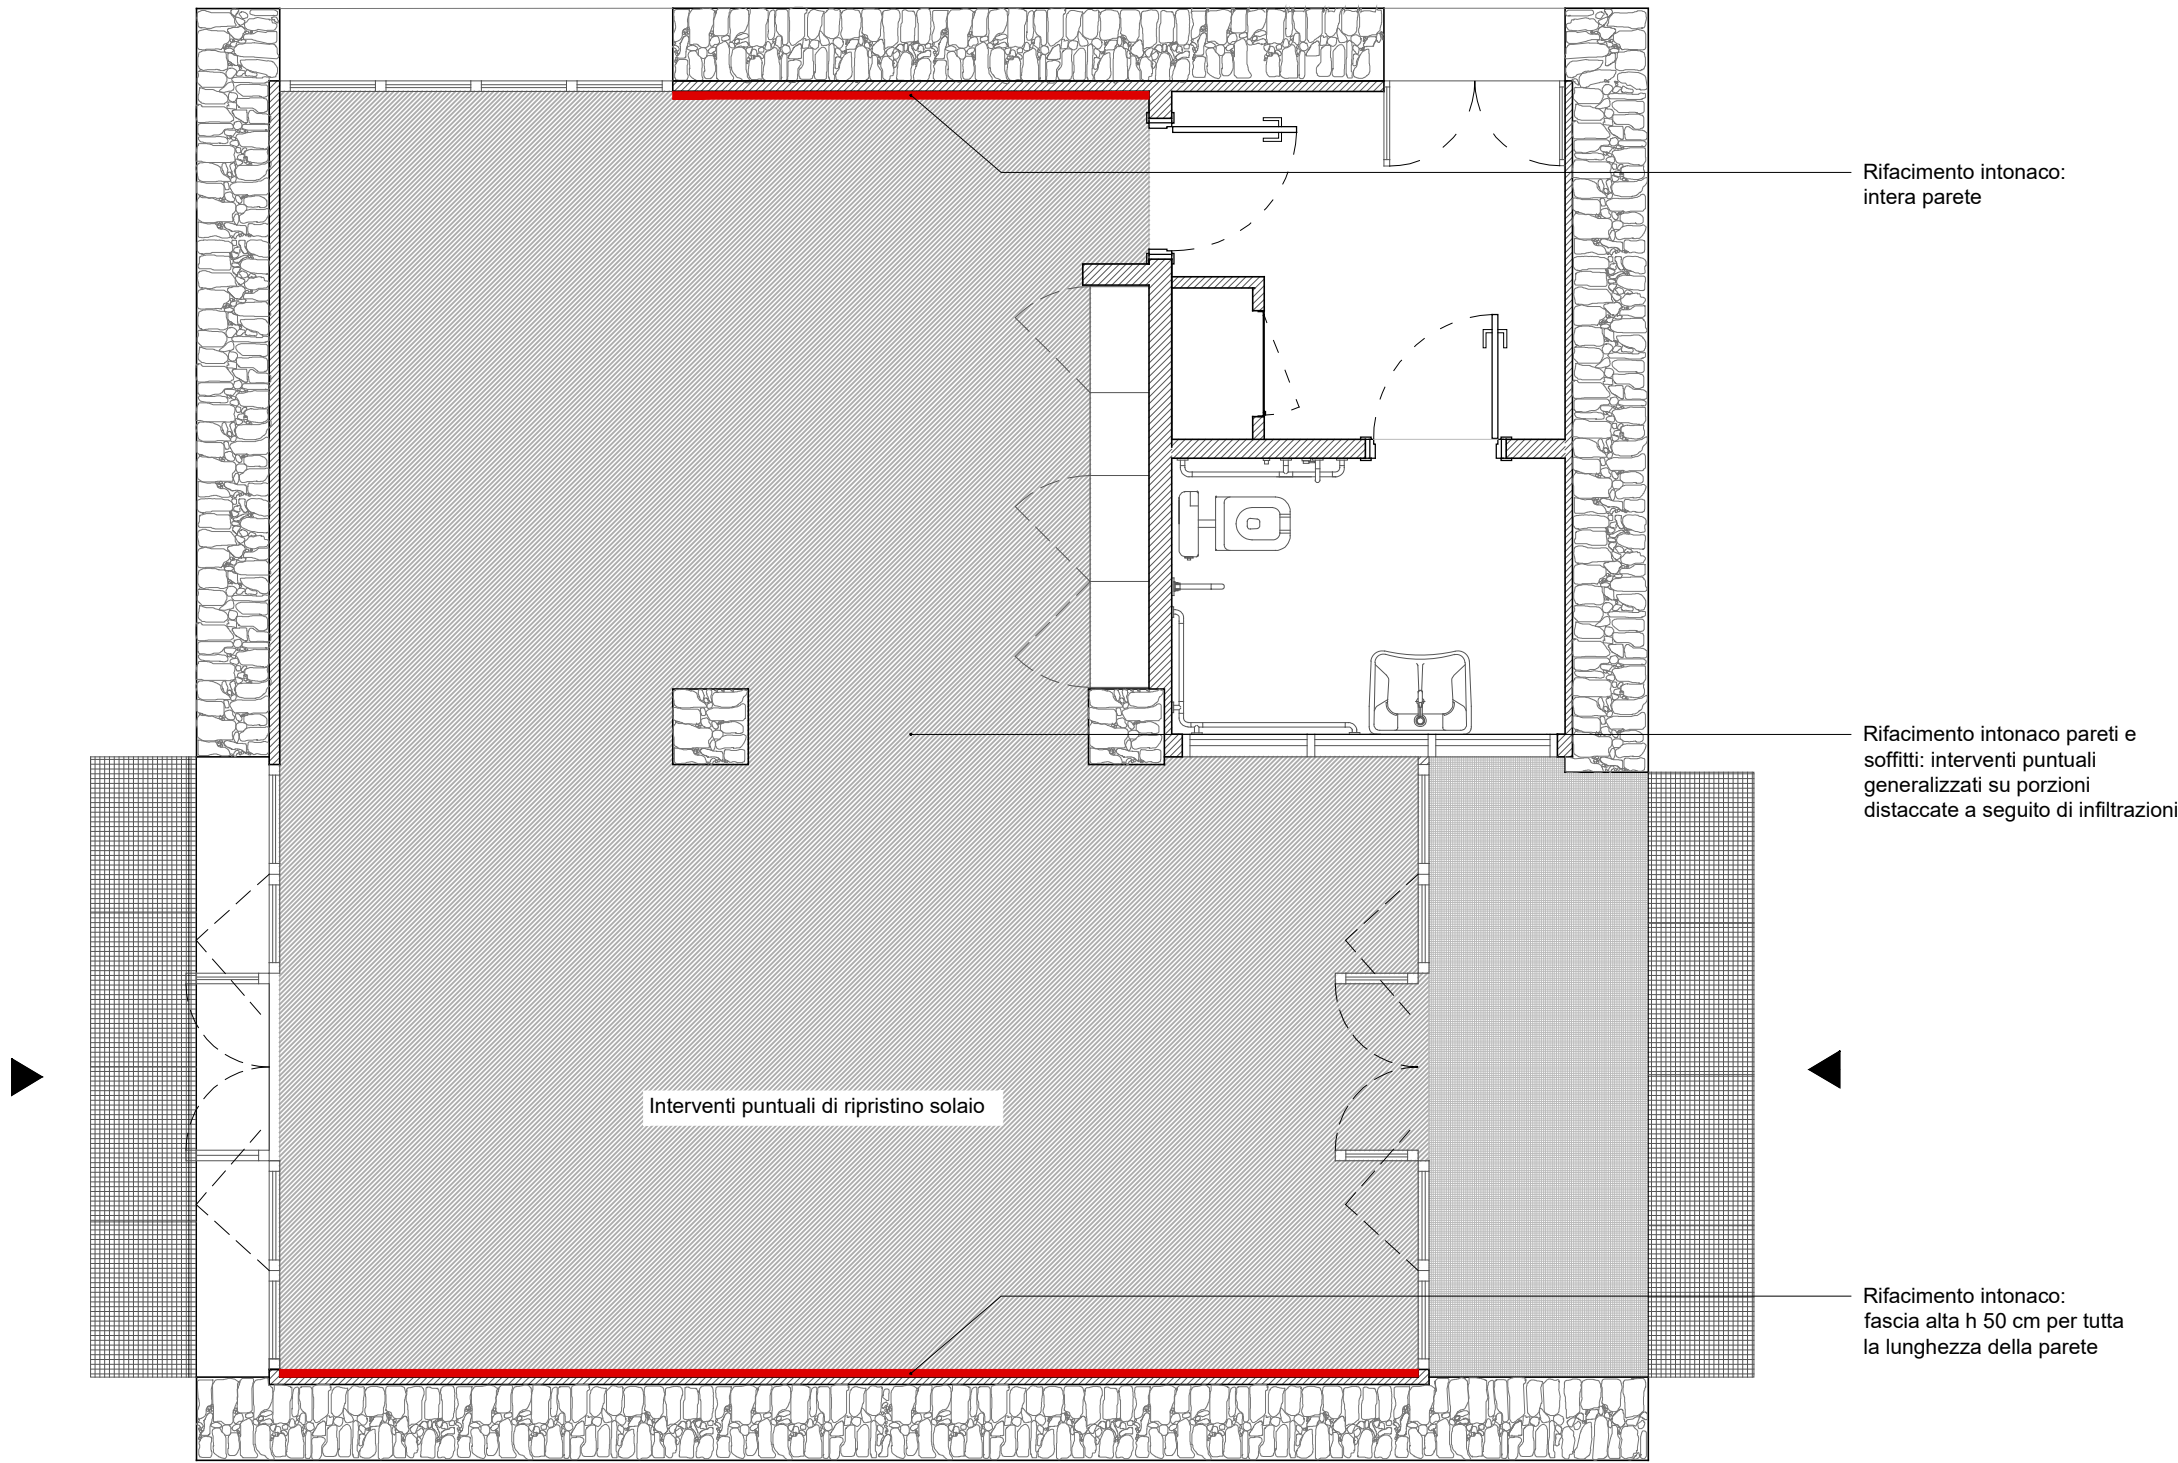 Rifacimento intonaco:
intera parete
Rifacimento intonaco pareti e
soffitti: interventi puntuali
generalizzati su porzioni
distaccate a seguito di infiltrazioni
Interventi puntuali di ripristino solaio
Rifacimento intonaco:
fascia alta h 50 cm per tutta
la lunghezza della parete